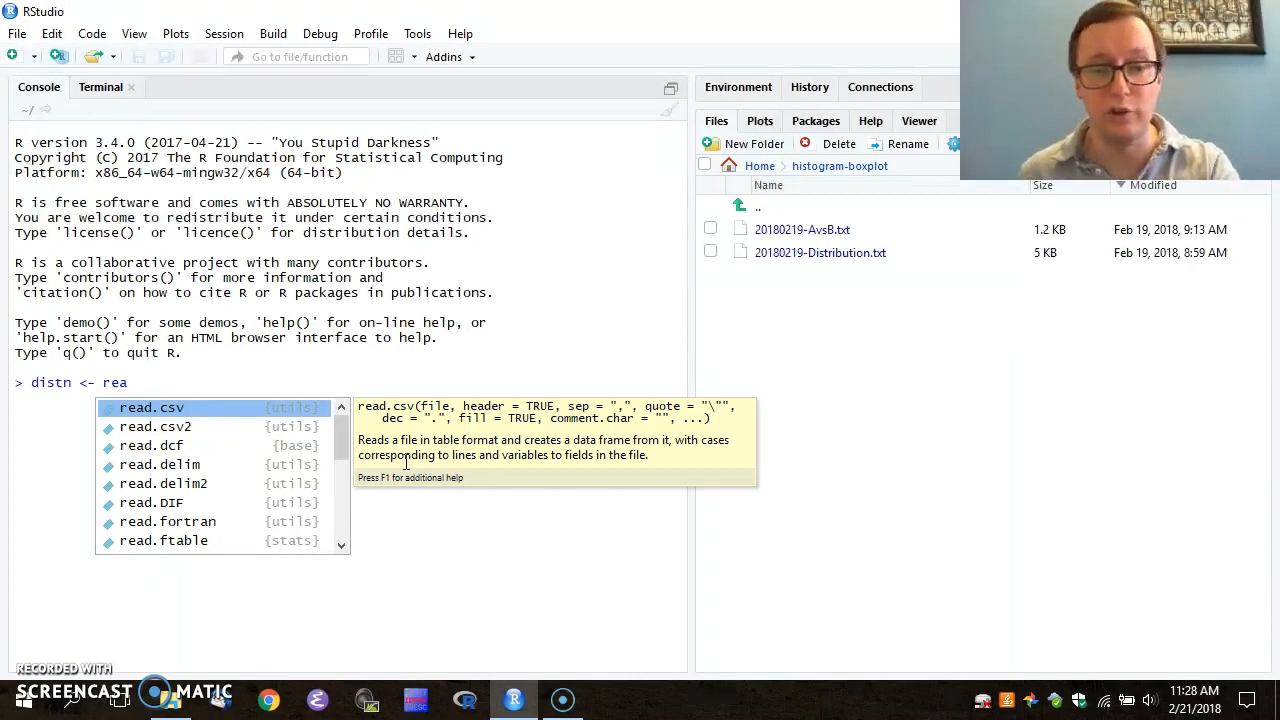 RStudio
File Edit Code View Plots Session Build Debug Profile Tools Help
Go to file/function Addins
Console Terminal
~/
R version 3.4.0 (2017-04-21) -- "You Stupid Darkness"
Copyright (C) 2017 The R Foundation for Statistical Computing
Platform: x86_64-w64-mingw32/x64 (64-bit)
R is free software and comes with ABSOLUTELY NO WARRANTY.
You are welcome to redistribute it under certain conditions.
Type 'license()' or 'licence()' for distribution details.
R is a collaborative project with many contributors.
Type 'contributors()' for more information and
'citation()' on how to cite R or R packages in publications.
Type 'demo()' for some demos, 'help()' for on-line help, or
'help.start()' for an HTML browser interface to help.
Type 'q()' to quit R.
> distn <- rea
read.csv {utils}
read.csv2 {utils}
read.dcf {base}
read.delim {utils}
read.delim2 {utils}
read.DIF {utils}
read.fortran {utils}
read.ftable {stats}
read.csv(file, header = TRUE, sep = ",", quote = "\"",
dec = ".", fill = TRUE, comment.char = "", ...)
Reads a file in table format and creates a data frame from it, with cases
corresponding to lines and variables to fields in the file.
Press F1 for additional help
Environment History Connections
Files Plots Packages Help Viewer
New Folder Delete Rename
Home histogram-boxplot
Name Size Modified
..
20180219-AvsB.txt 1.2 KB Feb 19, 2018, 9:13 AM
20180219-Distribution.txt 5 KB Feb 19, 2018, 8:59 AM
RECORDED WITH
SCREENCAST MATIC
11:28 AM
2/21/2018